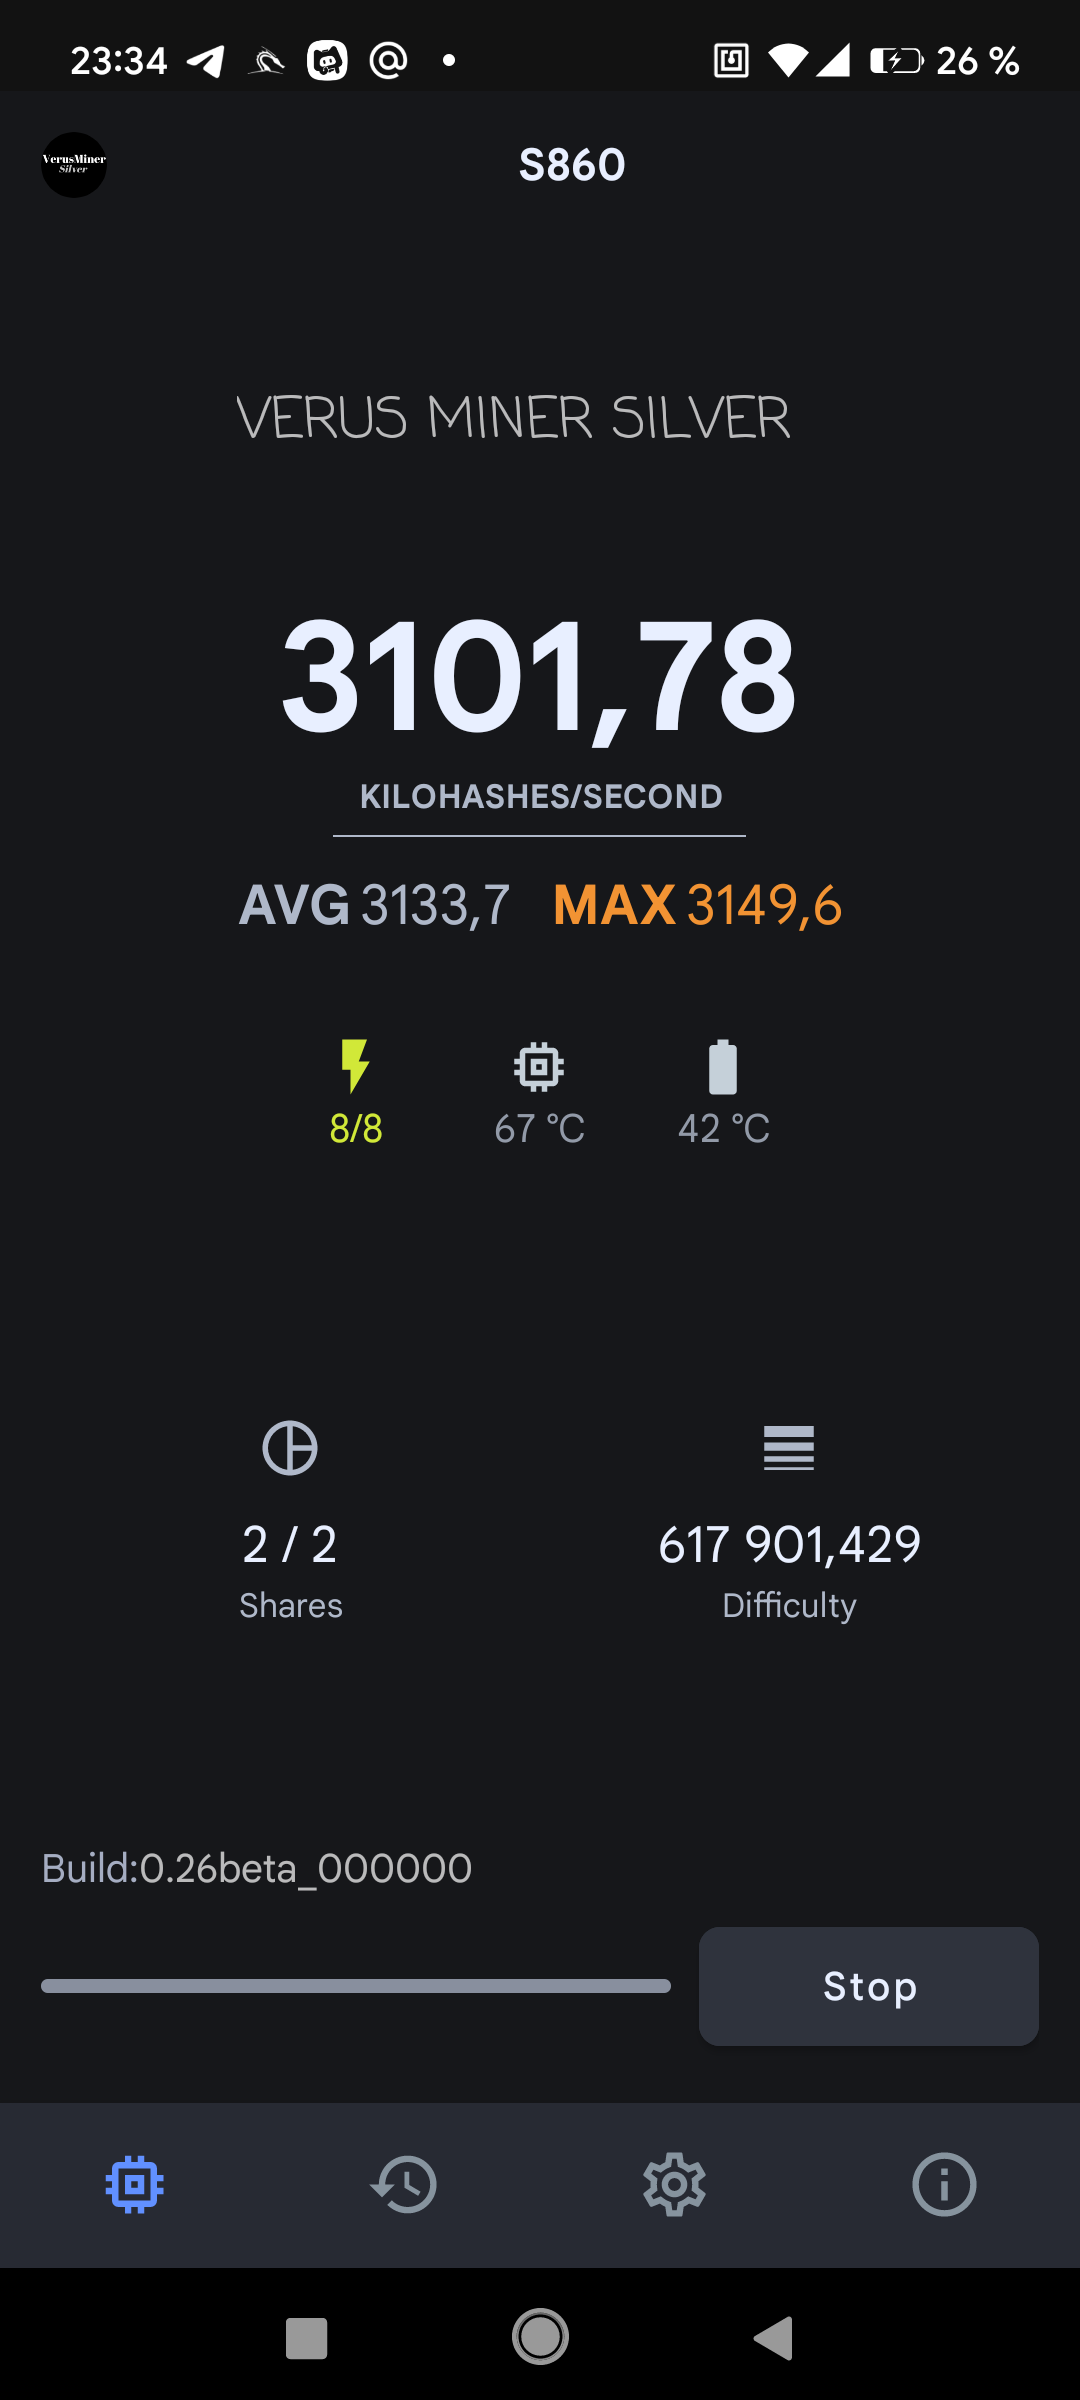 23:34 26 %
VerusMiner
Silver
S860
VERUS MINER SILVER
3101,78
KILOHASHES/SECOND
AVG 3133,7 MAX 3149,6
8/8 67 °C 42 °C
2 / 2 617 901,429
Shares Difficulty
Build:0.26beta_000000
Stop